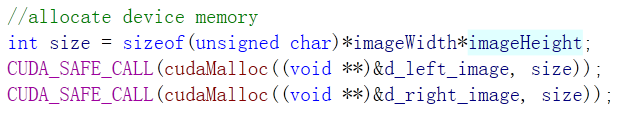 //allocate device memory
int size = sizeof(unsigned char)*imageWidth*imageHeight;
CUDA_SAFE_CALL(cudaMalloc((void **)&d_left_image, size));
CUDA_SAFE_CALL(cudaMalloc((void **)&d_right_image, size));